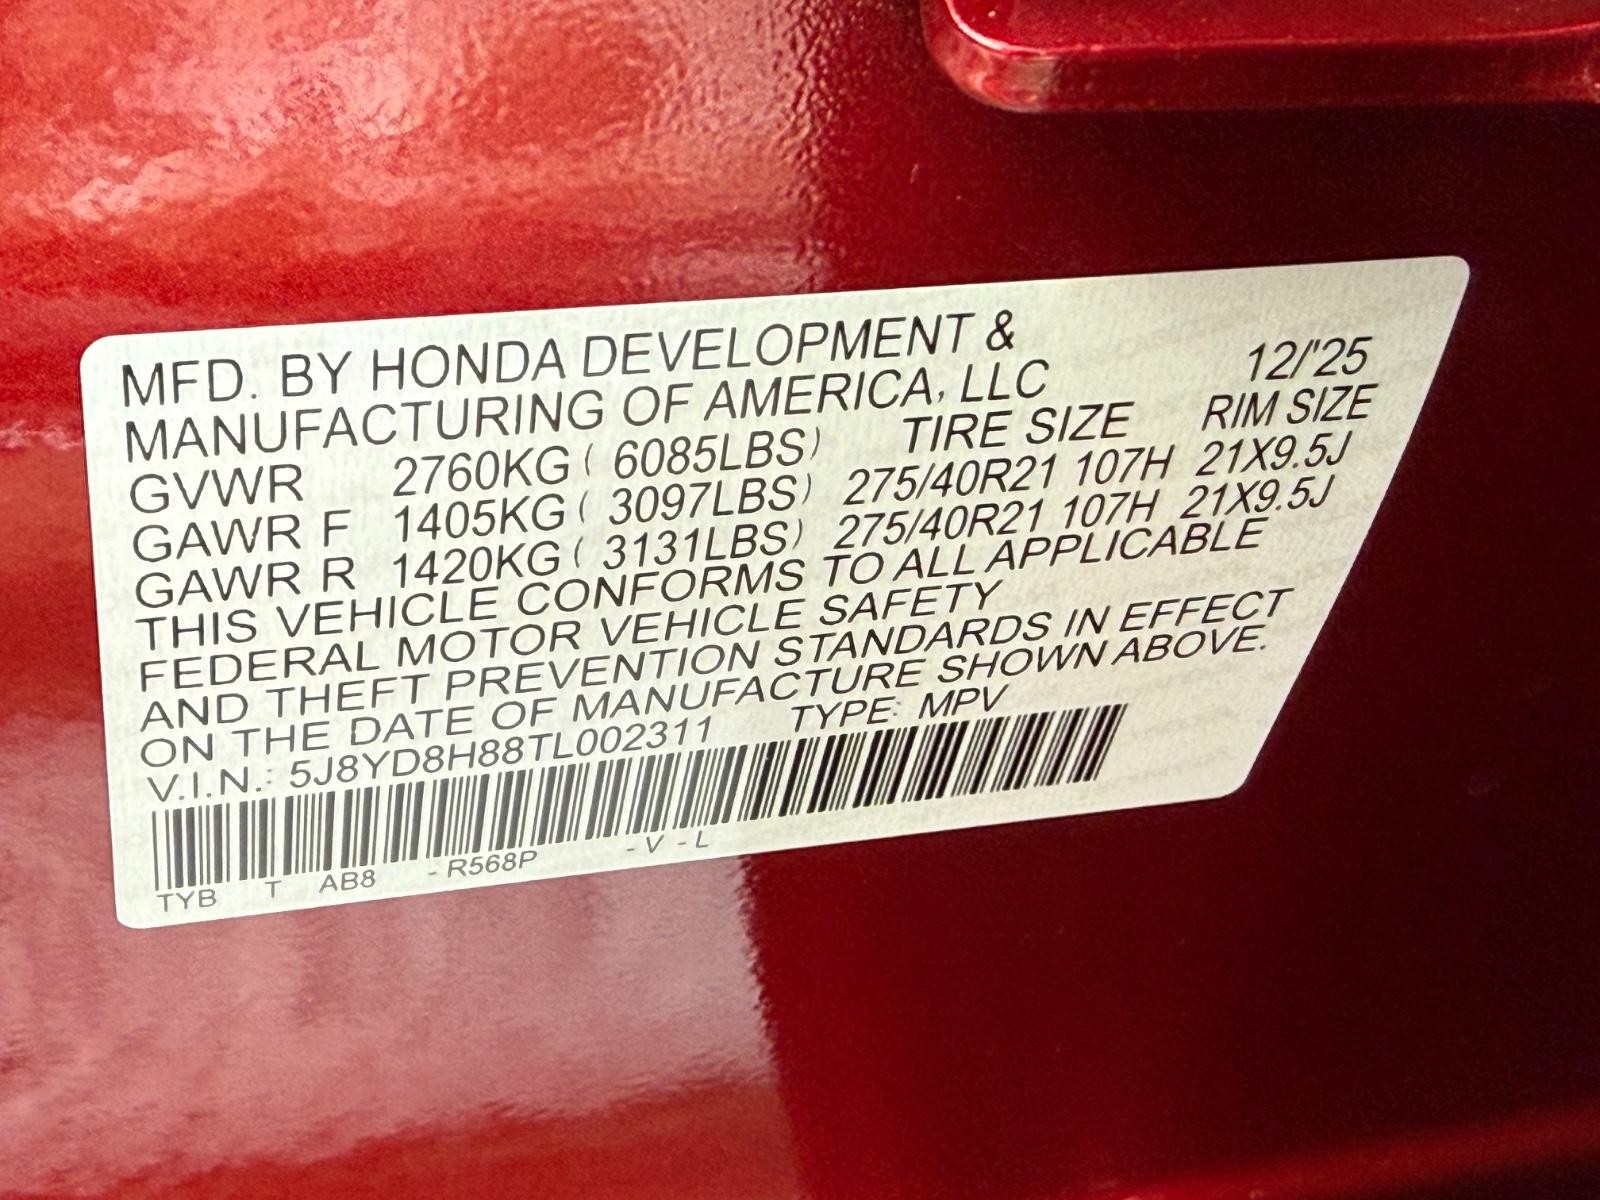 MFD. BY HONDA DEVELOPMENT &
MANUFACTURING OF AMERICA, LLC 12/'25
GVWR 2760KG ( 6085LBS) TIRE SIZE RIM SIZE
GAWR F 1405KG ( 3097LBS) 275/40R21 107H 21X9.5J
GAWR R 1420KG ( 3131LBS) 275/40R21 107H 21X9.5J
THIS VEHICLE CONFORMS TO ALL APPLICABLE
FEDERAL MOTOR VEHICLE SAFETY
AND THEFT PREVENTION STANDARDS IN EFFECT
ON THE DATE OF MANUFACTURE SHOWN ABOVE.
V.I.N.: 5J8YD8H88TL002311 TYPE: MPV
TYB T AB8 -R568P -V -L